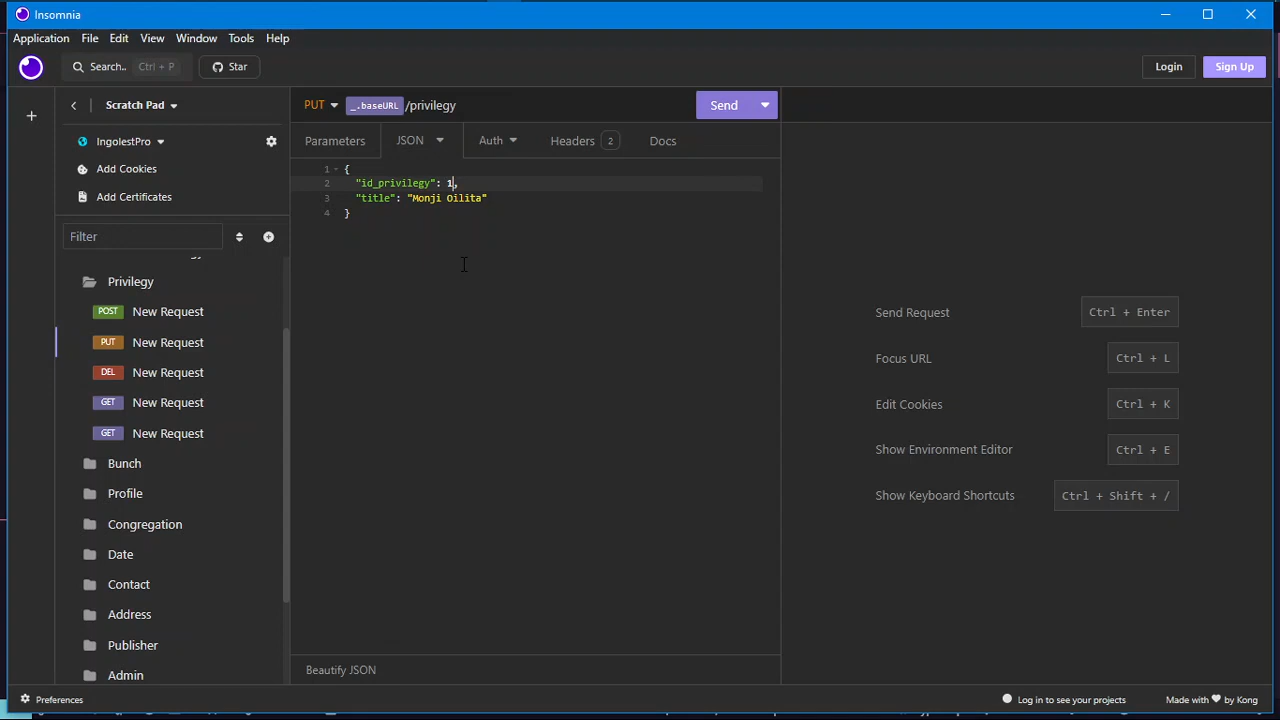 Insomnia
Application File Edit View Window Tools Help
Search.. Ctrl + P Star Login Sign Up
Scratch Pad PUT _.baseURL /privilegy Send
IngolestPro Parameters JSON Auth Headers 2 Docs
Add Cookies
Add Certificates
Filter
1 {
2 "id_privilegy": 1,
3 "title": "Monji Oilita"
4 }
Privilegy
POST New Request
PUT New Request
DEL New Request
GET New Request
GET New Request
Bunch
Profile
Congregation
Date
Contact
Address
Publisher
Admin
Send Request Ctrl + Enter
Focus URL Ctrl + L
Edit Cookies Ctrl + K
Show Environment Editor Ctrl + E
Show Keyboard Shortcuts Ctrl + Shift + /
Beautify JSON
Preferences Log in to see your projects Made with ♥ by Kong